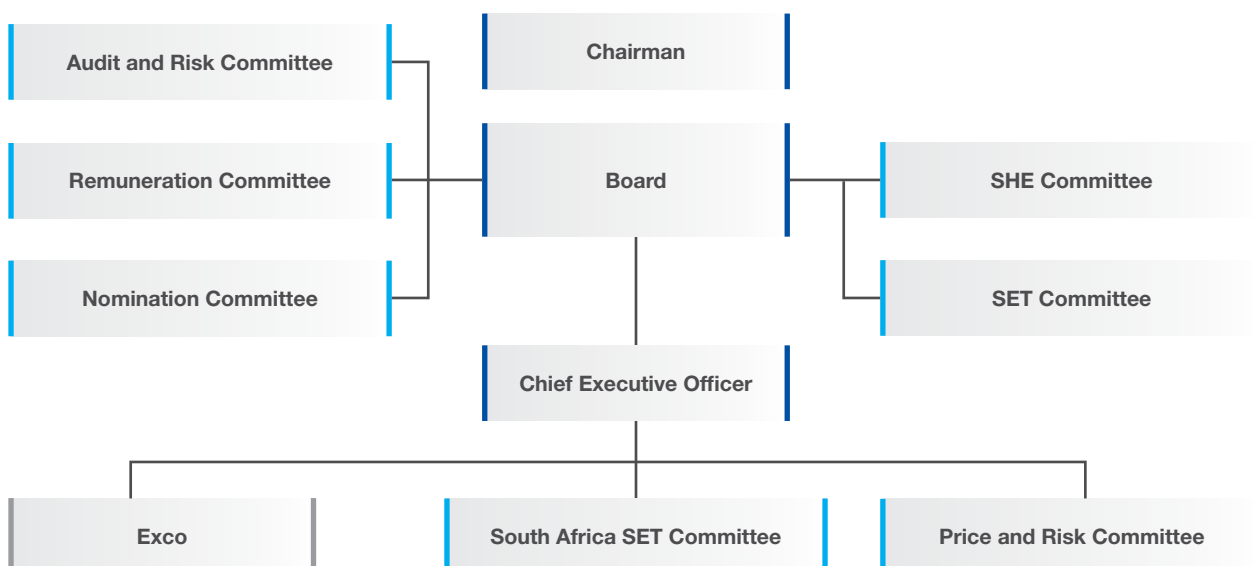 Chairman
Audit and Risk Committee
Remuneration Committee
Board
SHE Committee
Nomination Committee
SET Committee
Chief Executive Officer
Exco
South Africa SET Committee
Price and Risk Committee